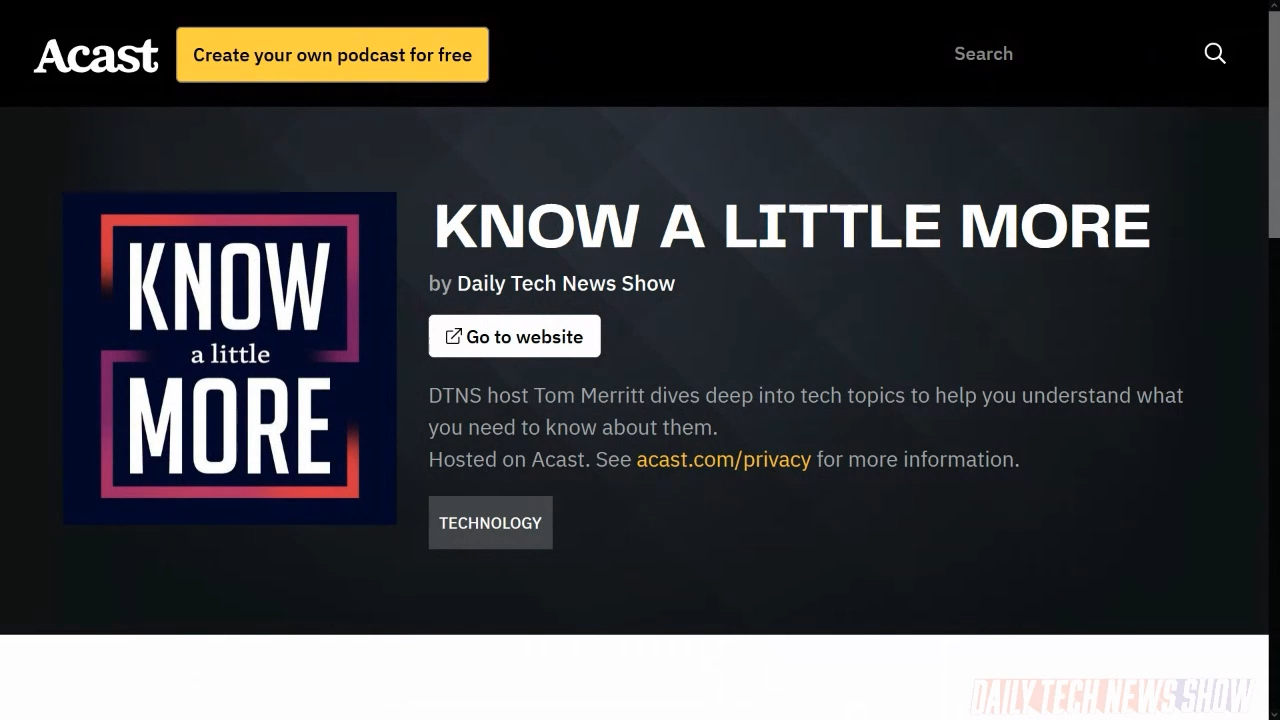 Acast
Create your own podcast for free
Search
KNOW
a little
MORE
KNOW A LITTLE MORE
by Daily Tech News Show
Go to website
DTNS host Tom Merritt dives deep into tech topics to help you understand what
you need to know about them.
Hosted on Acast. See acast.com/privacy for more information.
TECHNOLOGY
DAILY TECH NEWS SHOW